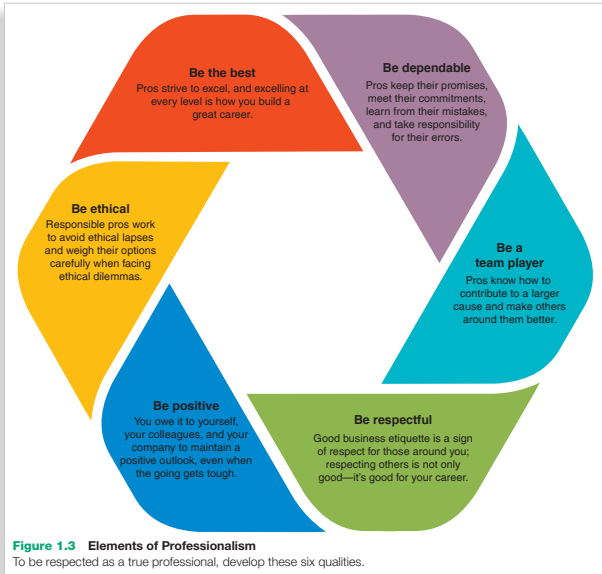 Be the best
Pros strive to excel, and excelling at
every level is how you build a
great career.
Be dependable
Pros keep their promises,
meet their commitments,
learn from their mistakes,
and take responsibility
for their errors.
Be a
team player
Pros know how to
contribute to a larger
cause and make others
around them better.
Be respectful
Good business etiquette is a sign
of respect for those around you;
respecting others is not only
good—it’s good for your career.
Be positive
You owe it to yourself,
your colleagues, and your
company to maintain a
positive outlook, even when
the going gets tough.
Be ethical
Responsible pros work
to avoid ethical lapses
and weigh their options
carefully when facing
ethical dilemmas.
Figure 1.3 Elements of Professionalism
To be respected as a true professional, develop these six qualities.